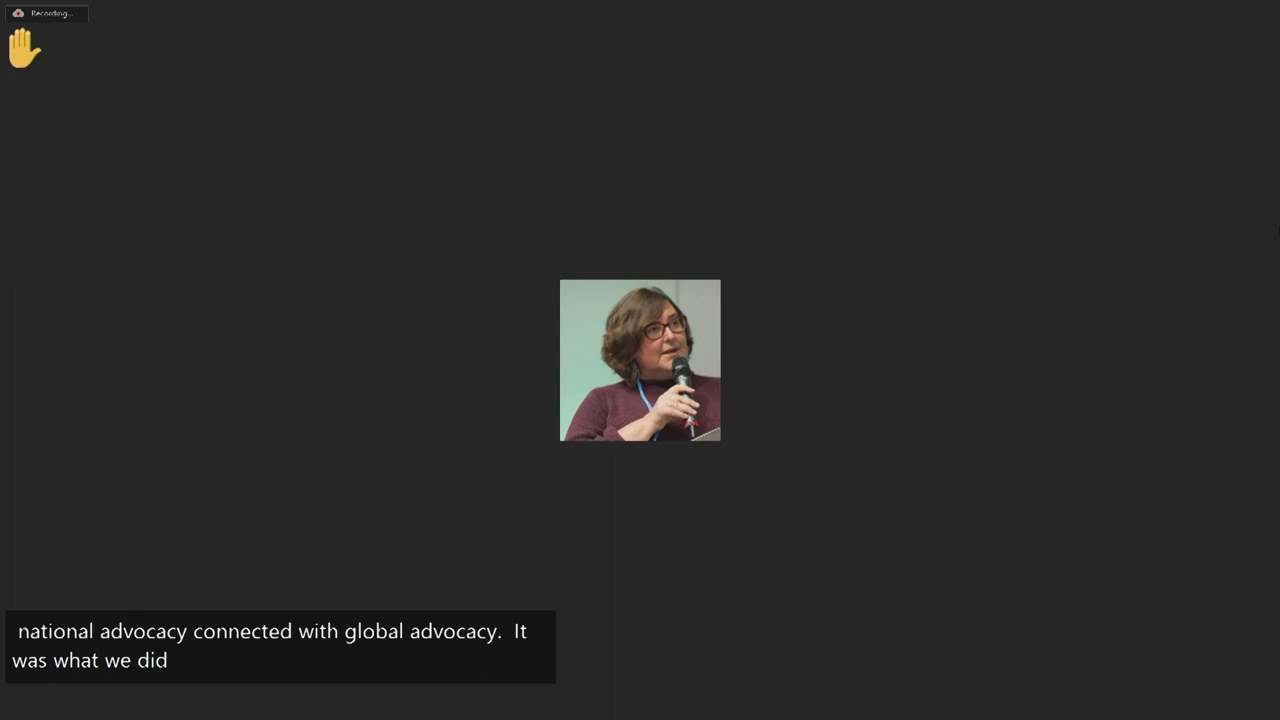 Recording...
national advocacy connected with global advocacy.  It
was what we did